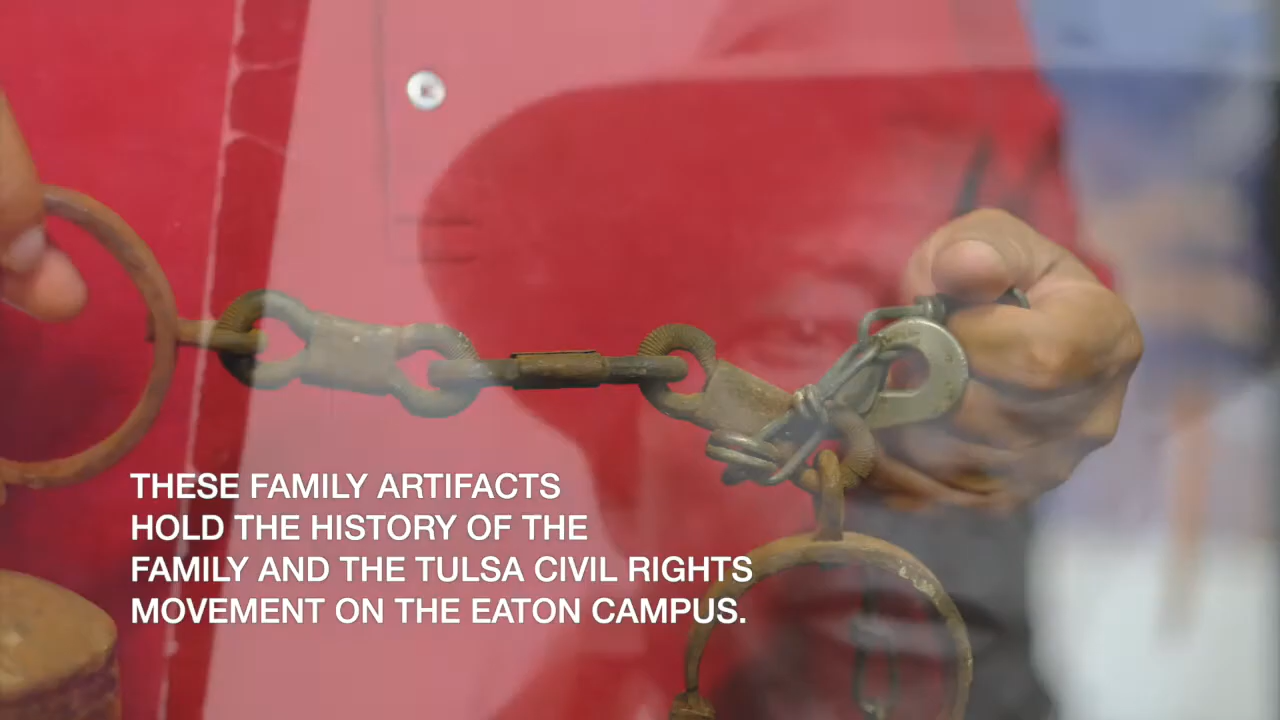 THESE FAMILY ARTIFACTS
HOLD THE HISTORY OF THE
FAMILY AND THE TULSA CIVIL RIGHTS
MOVEMENT ON THE EATON CAMPUS.